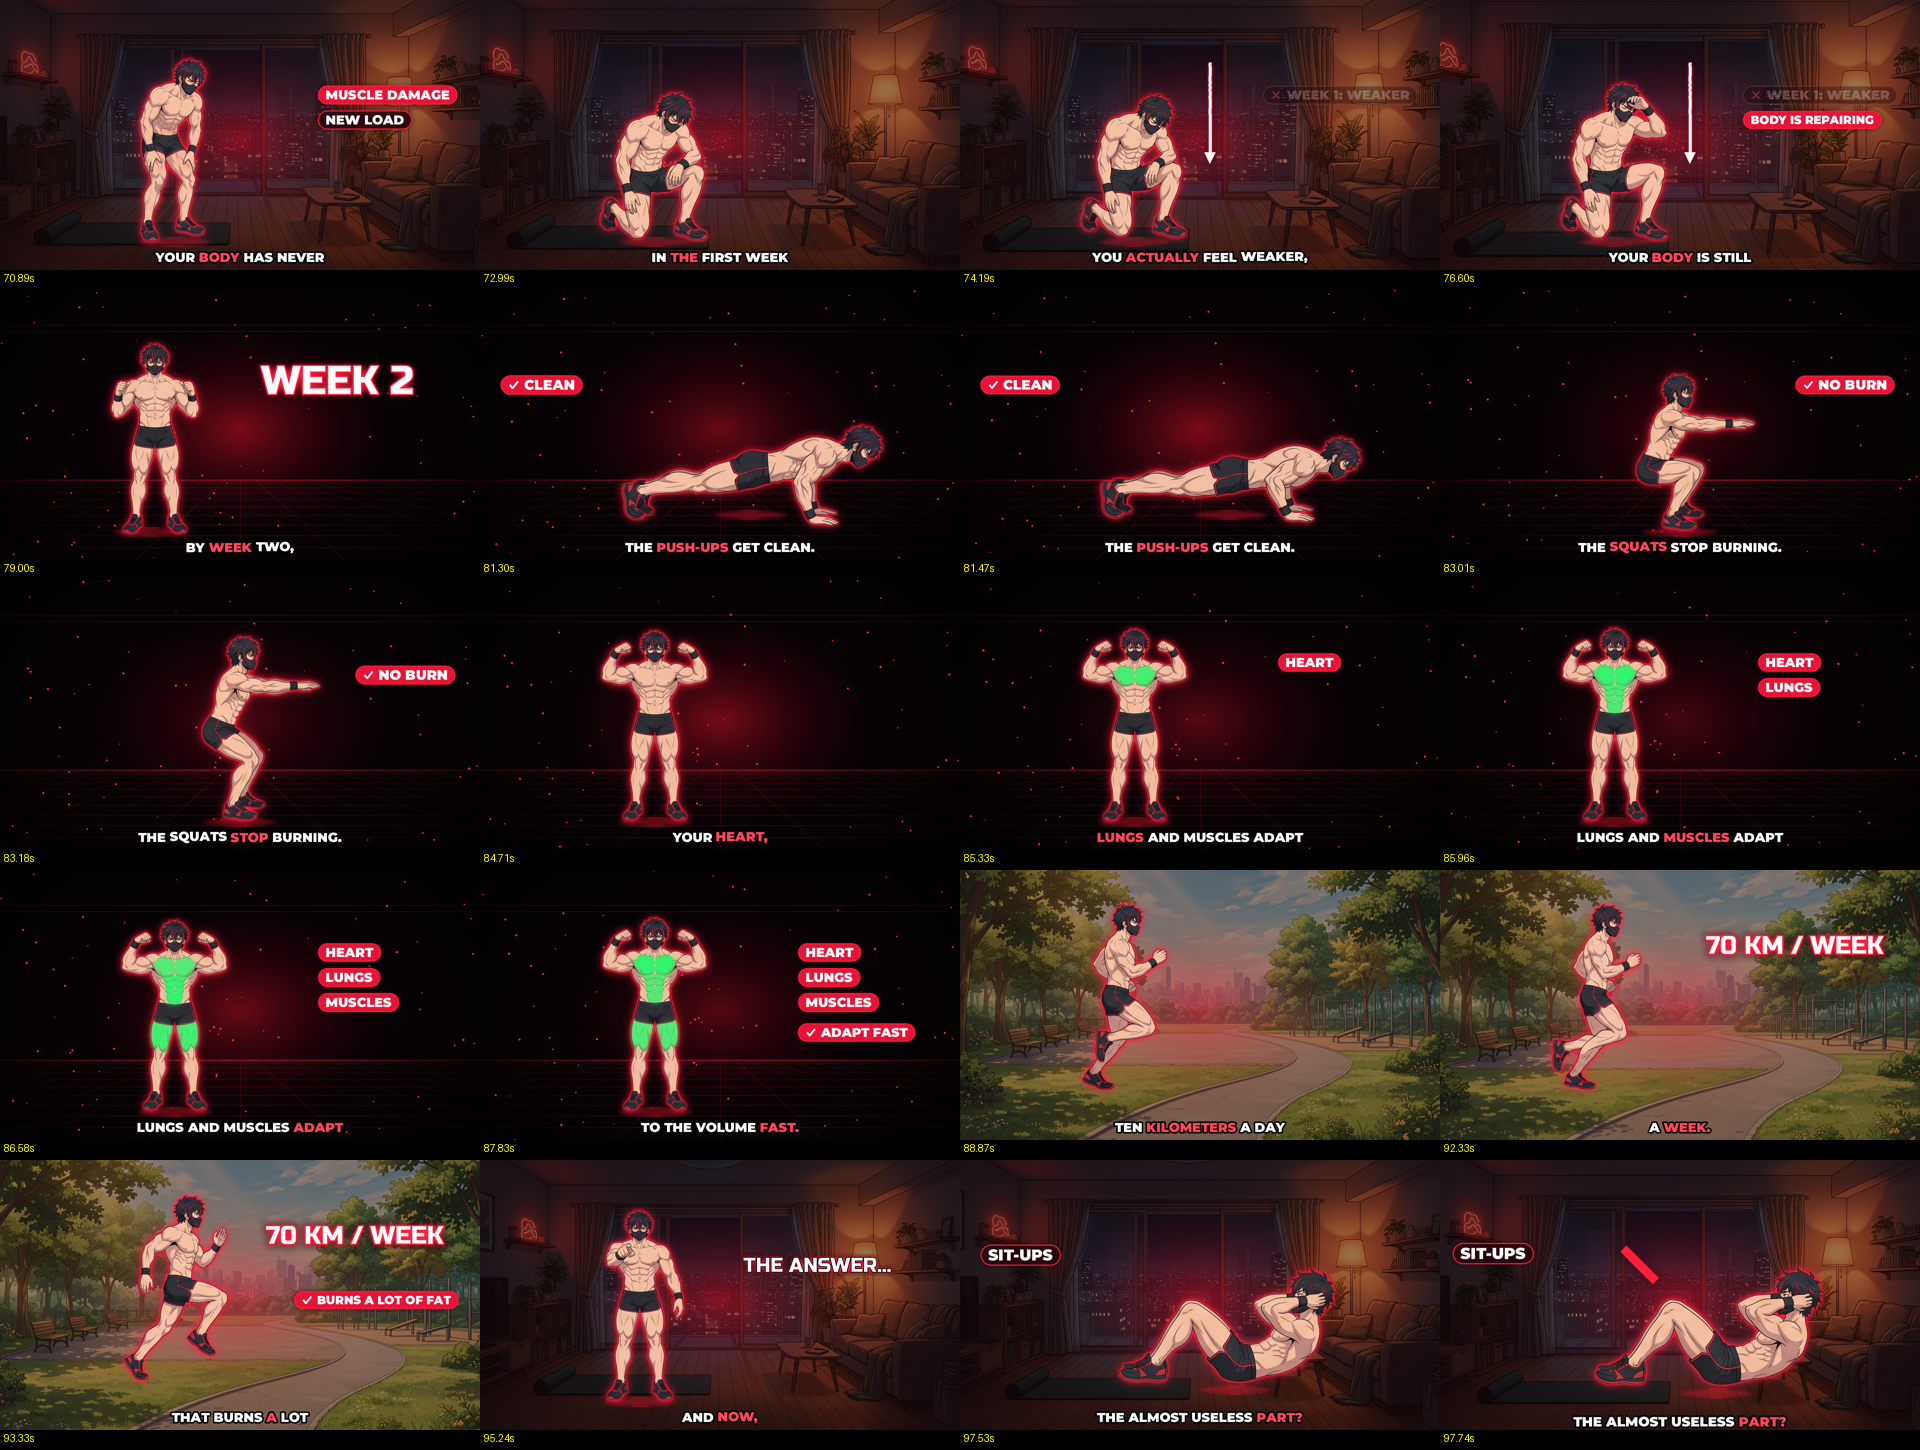 MUSCLE DAMAGE
NEW LOAD
YOUR BODY HAS NEVER
70.89s
IN THE FIRST WEEK
72.99s
× WEEK 1: WEAKER
YOU ACTUALLY FEEL WEAKER,
74.19s
× WEEK 1: WEAKER
BODY IS REPAIRING
YOUR BODY IS STILL
76.60s
WEEK 2
BY WEEK TWO,
79.00s
✓ CLEAN
THE PUSH-UPS GET CLEAN.
81.30s
✓ CLEAN
THE PUSH-UPS GET CLEAN.
81.47s
✓ NO BURN
THE SQUATS STOP BURNING.
83.01s
✓ NO BURN
THE SQUATS STOP BURNING.
83.18s
YOUR HEART,
84.71s
HEART
LUNGS AND MUSCLES ADAPT
85.33s
HEART
LUNGS
LUNGS AND MUSCLES ADAPT
85.96s
HEART
LUNGS
MUSCLES
LUNGS AND MUSCLES ADAPT
86.58s
HEART
LUNGS
MUSCLES
✓ ADAPT FAST
TO THE VOLUME FAST.
87.83s
TEN KILOMETERS A DAY
88.87s
70 KM / WEEK
A WEEK.
92.33s
70 KM / WEEK
✓ BURNS A LOT OF FAT
THAT BURNS A LOT
93.33s
THE ANSWER...
AND NOW,
95.24s
SIT-UPS
THE ALMOST USELESS PART?
97.53s
SIT-UPS
THE ALMOST USELESS PART?
97.74s